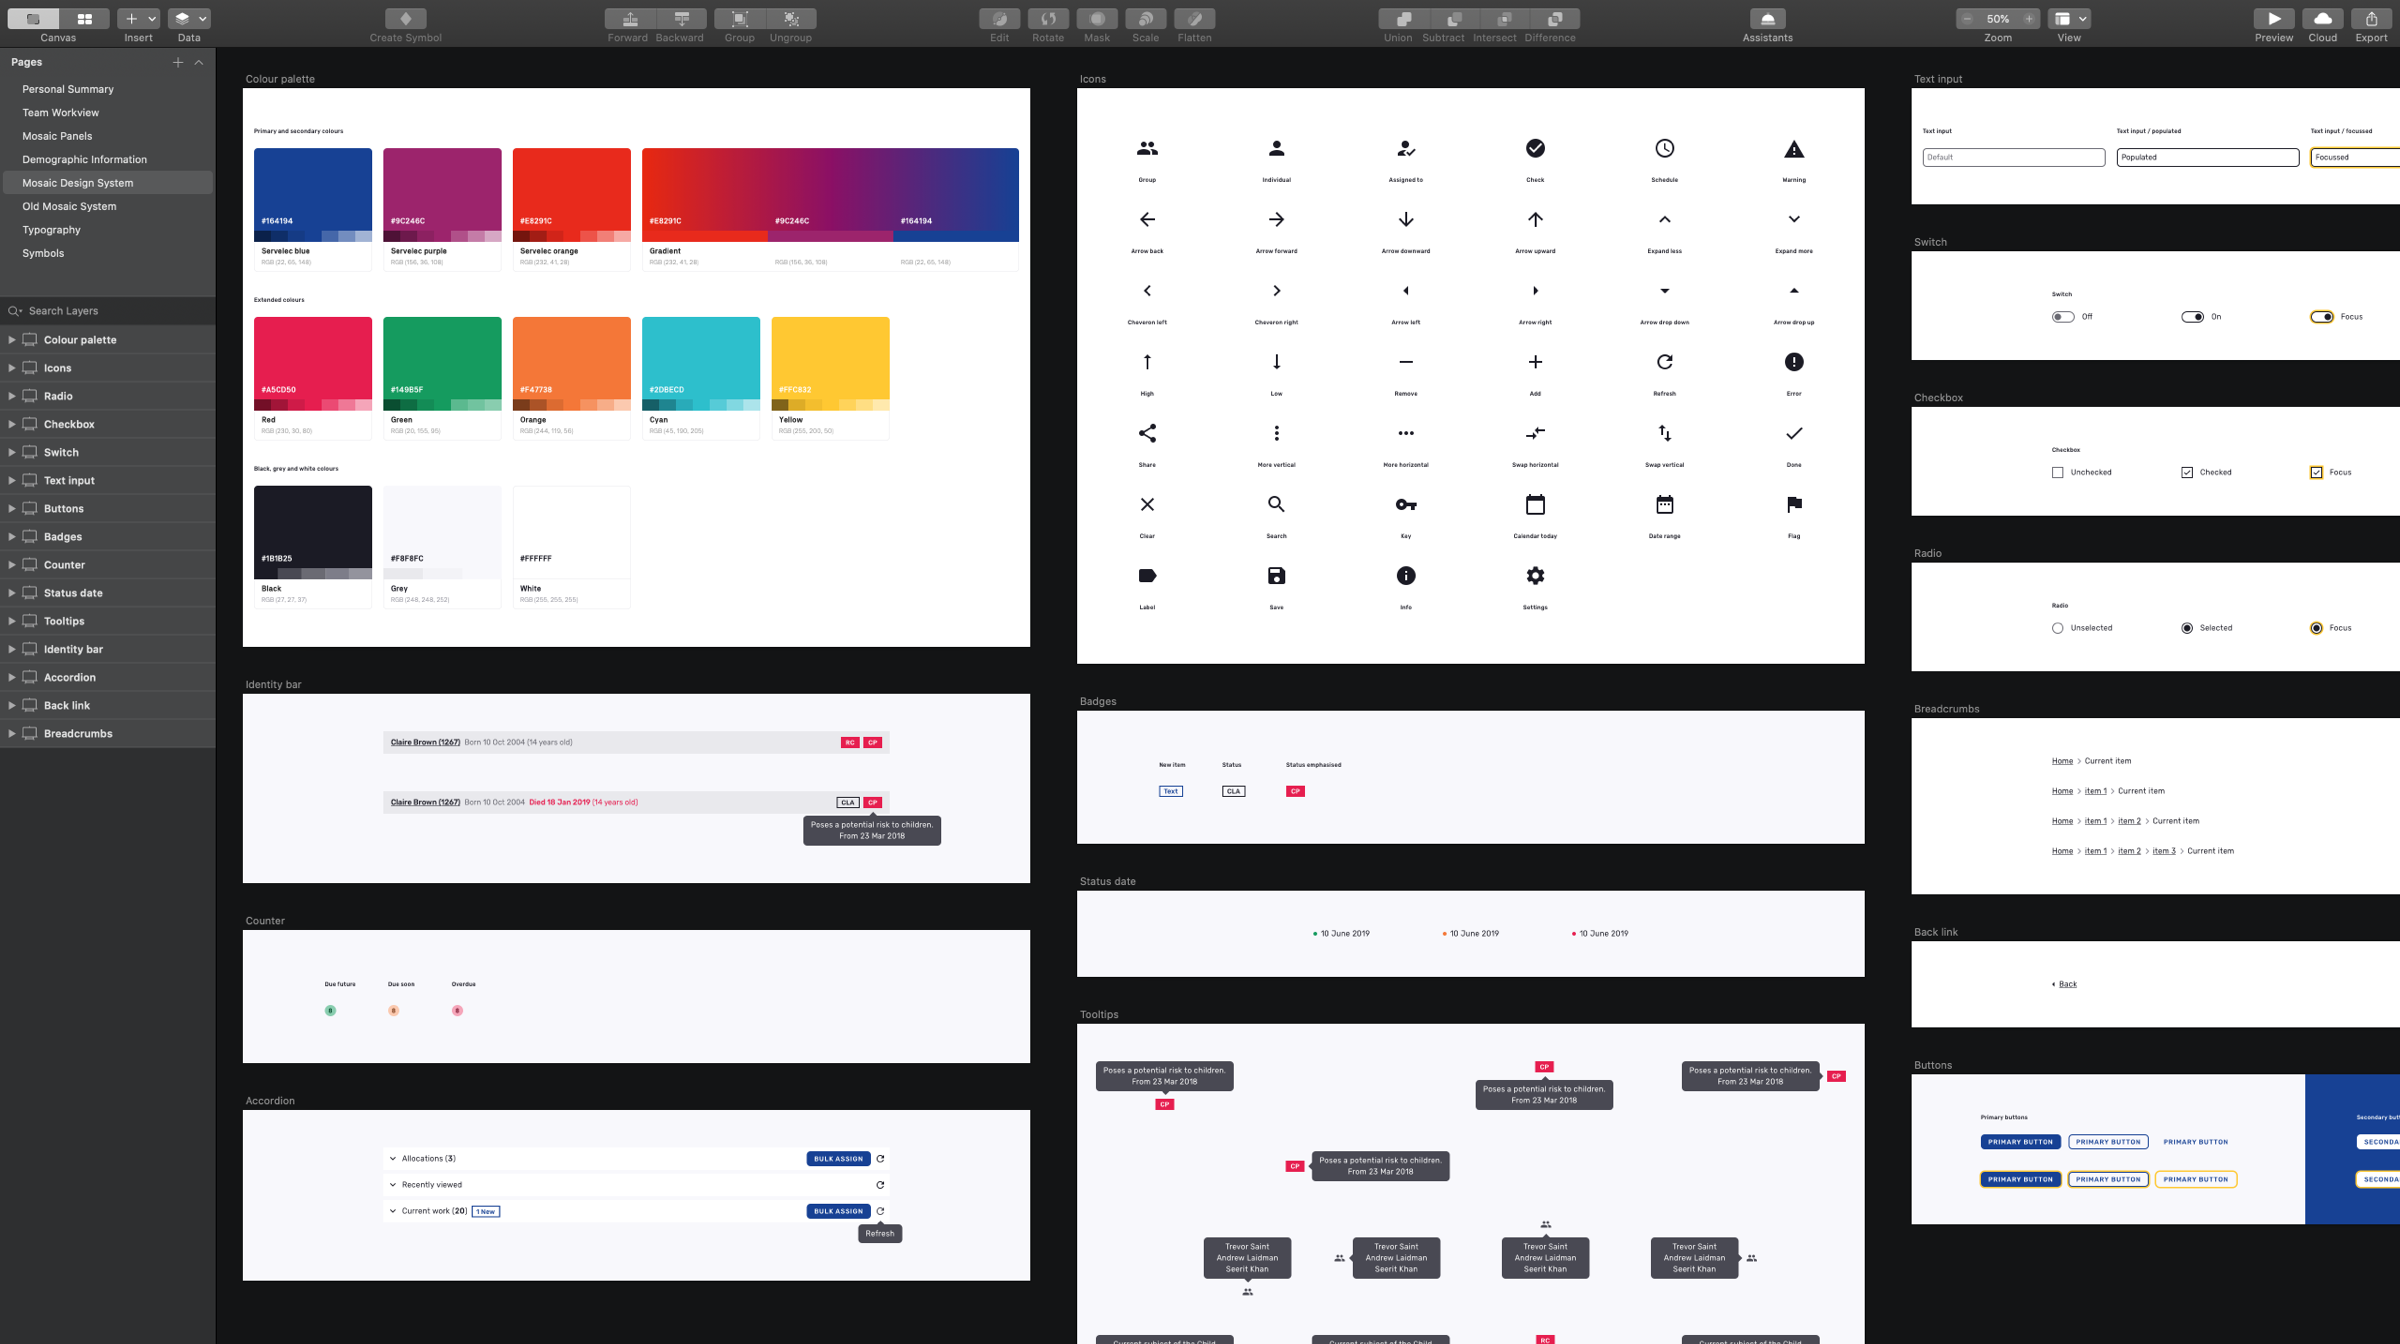 Canvas
Insert
Data
Create Symbol
Forward
Backward
Group
Ungroup
Edit
Rotate
Mask
Scale
Flatten
Union
Subtract
Intersect
Difference
Assistants
50%
Zoom
View
Preview
Cloud
Export
Pages
Personal Summary
Team Workview
Mosaic Panels
Demographic Information
Mosaic Design System
Old Mosaic System
Typography
Symbols
Search Layers
Colour palette
Icons
Radio
Checkbox
Switch
Text input
Buttons
Badges
Counter
Status date
Tooltips
Identity bar
Accordion
Back link
Breadcrumbs
Colour palette
Primary and secondary colours
#164194
Servelec blue
RGB (22, 65, 148)
#9C246C
Servelec purple
RGB (156, 36, 108)
#E8291C
Servelec orange
RGB (232, 41, 28)
#E8291C #9C246C #164194
Gradient
RGB (232, 41, 28) RGB (156, 36, 108) RGB (22, 65, 148)
Extended colours
#A5CD50
Red
RGB (230, 30, 80)
#149B5F
Green
RGB (20, 155, 95)
#F47738
Orange
RGB (244, 119, 56)
#2DBECD
Cyan
RGB (45, 190, 205)
#FFC832
Yellow
RGB (255, 200, 50)
Black, grey and white colours
#1B1B25
Black
RGB (27, 27, 37)
#F8F8FC
Grey
RGB (248, 248, 252)
#FFFFFF
White
RGB (255, 255, 255)
Identity bar
Claire Brown (1267) Born 10 Oct 2004 (14 years old) RC CP
Claire Brown (1267) Born 10 Oct 2004 Died 18 Jan 2019 (14 years old) CLA CP
Poses a potential risk to children.
From 23 Mar 2018
Counter
Due future Due soon Overdue
Accordion
Allocations (3) BULK ASSIGN
Recently viewed
Current work (20) 1 New BULK ASSIGN
Refresh
Icons
Group Individual Assigned to Check Schedule Warning
Arrow back Arrow forward Arrow downward Arrow upward Expand less Expand more
Cheveron left Cheveron right Arrow left Arrow right Arrow drop down Arrow drop up
High Low Remove Add Refresh Error
Share More vertical More horizontal Swap horizontal Swap vertical Done
Clear Search Key Calendar today Date range Flag
Label Save Info Settings
Badges
New item Status Status emphasised
Text CLA CP
Status date
10 June 2019 10 June 2019 10 June 2019
Tooltips
Poses a potential risk to children.
From 23 Mar 2018
CP
CP
Poses a potential risk to children.
From 23 Mar 2018
Poses a potential risk to children.
From 23 Mar 2018
CP
CP
Poses a potential risk to children.
From 23 Mar 2018
Trevor Saint
Andrew Laidman
Seerit Khan
Trevor Saint
Andrew Laidman
Seerit Khan
Trevor Saint
Andrew Laidman
Seerit Khan
Trevor Saint
Andrew Laidman
Seerit Khan
RC
Text input
Text input Text input / populated Text input / focussed
Default Populated Focussed
Switch
Switch
Off On Focus
Checkbox
Checkbox
Unchecked Checked Focus
Radio
Radio
Unselected Selected Focus
Breadcrumbs
Home > Current item
Home > item 1 > Current item
Home > item 1 > item 2 > Current item
Home > item 1 > item 2 > item 3 > Current item
Back link
Back
Buttons
Primary buttons
PRIMARY BUTTON PRIMARY BUTTON PRIMARY BUTTON
PRIMARY BUTTON PRIMARY BUTTON PRIMARY BUTTON
Secondary but
SECONDA
SECONDA